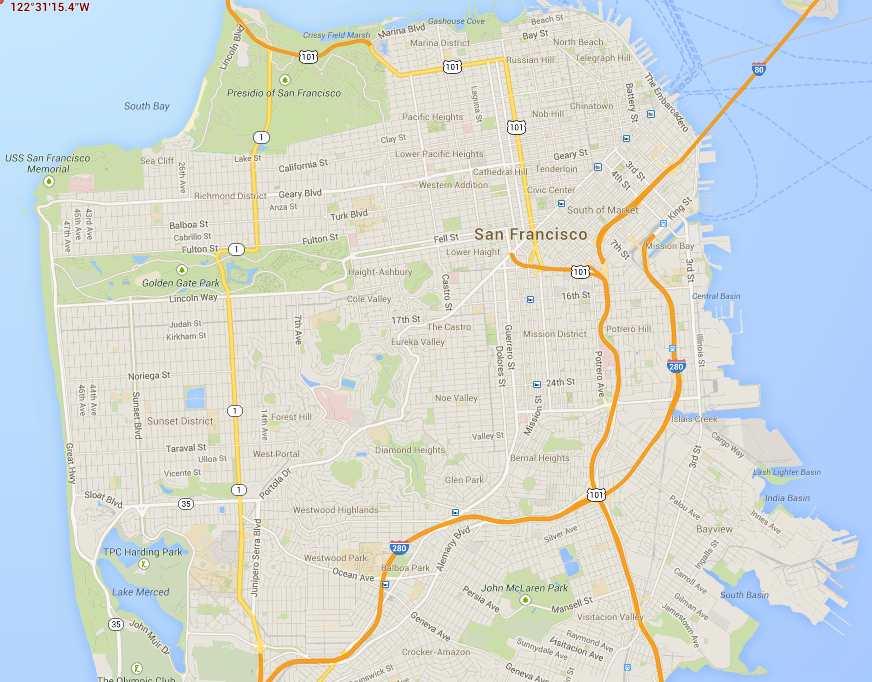 122°31'15.4"W
Crissy Field Marsh
Marina Blvd
Gashouse Cove
Beach St
Bay St
North Beach
Lincoln Blvd
101
Marina District
Russian Hill
Telegraph Hill
101
80
Presidio of San Francisco
The Embarcadero
South Bay
Laguna St
Battery St
Chinatown
Pacific Heights
Nob Hill
101
1
Clay St
USS San Francisco
Memorial
Sea Cliff
Lake St
California St
Lower Pacific Heights
Geary St
26th Ave
Cathedral Hill
Tenderloin
3rd St
4th St
Richmond District
Geary Blvd
Western Addition
Civic Center
Anza St
Turk Blvd
South of Market
King St
47th Ave
45th Ave
43rd Ave
Balboa St
Cabrillo St
Fulton St
1
Fulton St
Fell St
San Francisco
7th St
Mission Bay
Lower Haight
3rd St
Golden Gate Park
Haight-Ashbury
101
Lincoln Way
Cole Valley
Castro St
16th St
Central Basin
Judah St
Kirkham St
7th Ave
17th St
The Castro
Eureka Valley
Guerrero St
Dolores St
Mission District
Potrero Hill
Illinois St
280
Potrero Ave
Noriega St
24th St
46th Ave
44th Ave
Sunset Blvd
Noe Valley
Mission St
1
14th Ave
Forest Hill
Sunset District
Islais Creek
Valley St
Cargo Way
Taraval St
Ulloa St
Vicente St
West Portal
Diamond Heights
Bernal Heights
3rd St
Great Hwy
Portola Dr
Glen Park
Lash Lighter Basin
Sloat Blvd
35
1
101
India Basin
Westwood Highlands
Palou Ave
Innes Ave
Junipero Serra Blvd
Silver Ave
Bayview
Alemany Blvd
280
Ingalls St
TPC Harding Park
Westwood Park
Balboa Park
Ocean Ave
Carroll Ave
Lake Merced
John McLaren Park
Gilman Ave
South Basin
Persia Ave
Mansell St
Jamestown Ave
35
John Muir Dr
Geneva Ave
Visitacion Valley
Raymond Ave
Visitacion Ave
Sunnydale Ave
Crocker-Amazon
Geneva Ave
The Olympic Club